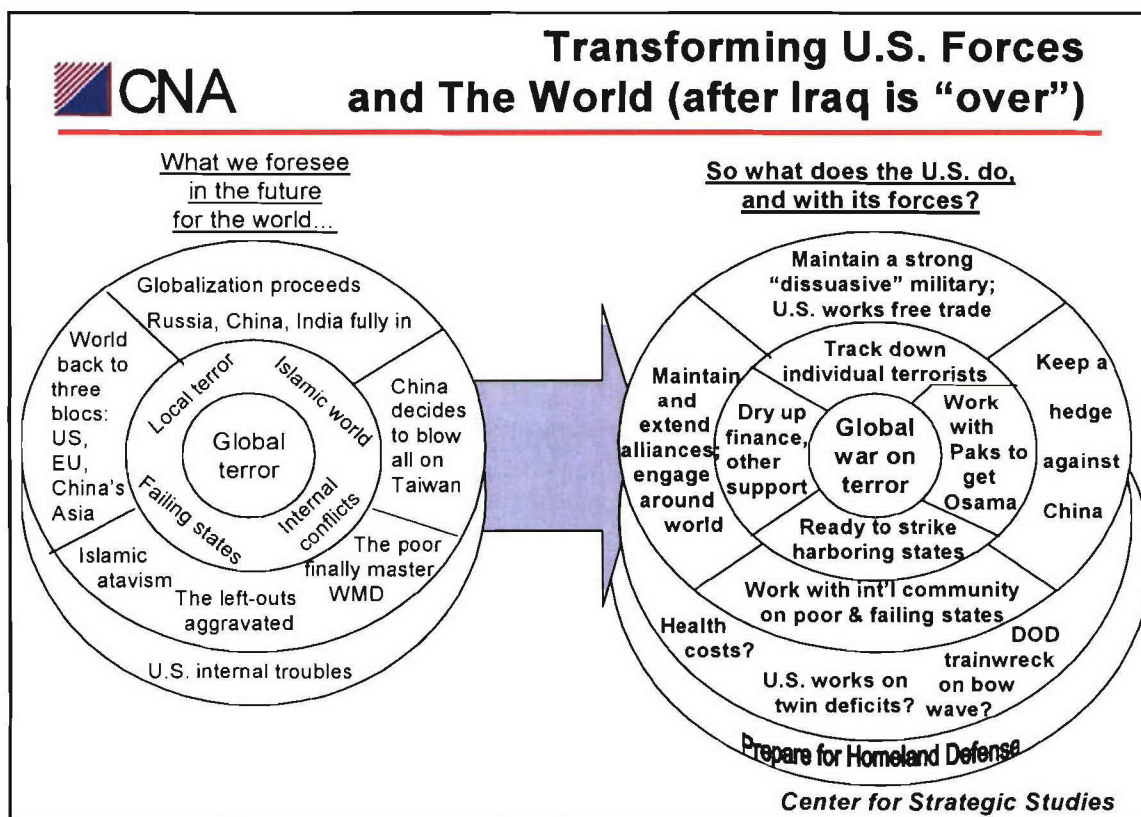 CNA
Transforming U.S. Forces
and The World (after Iraq is “over”)
What we foresee
in the future
for the world...
Globalization proceeds
Russia, China, India fully in
World
back to
three
blocs:
US,
EU,
China's
Asia
Local terror
Islamic world
Global
terror
Failing states
Internal
conflicts
China
decides
to blow
all on
Taiwan
Islamic
atavism
The left-outs
aggravated
The poor
finally master
WMD
U.S. internal troubles
So what does the U.S. do,
and with its forces?
Maintain a strong
“dissuasive” military;
U.S. works free trade
Maintain
and
extend
alliances;
engage
around
world
Track down
individual terrorists
Dry up
finance,
other
support
Global
war on
terror
Work
with
Paks to
get
Osama
Ready to strike
harboring states
Keep a
hedge
against
China
Work with int'l community
on poor & failing states
Health
costs?
U.S. works on
twin deficits?
DOD
trainwreck
on bow
wave?
Prepare for Homeland Defense
Center for Strategic Studies